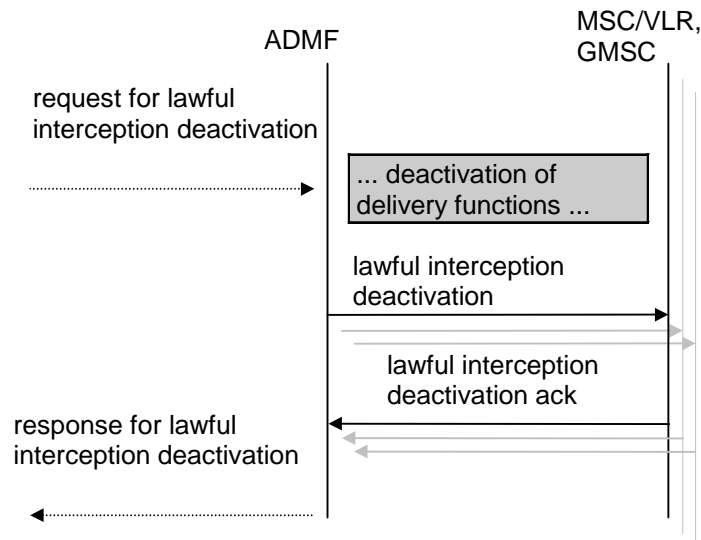 ADMF
MSC/VLR,
GMSC
request for lawful
interception deactivation
... deactivation of
delivery functions ...
lawful interception
deactivation
lawful interception
deactivation ack
response for lawful
interception deactivation